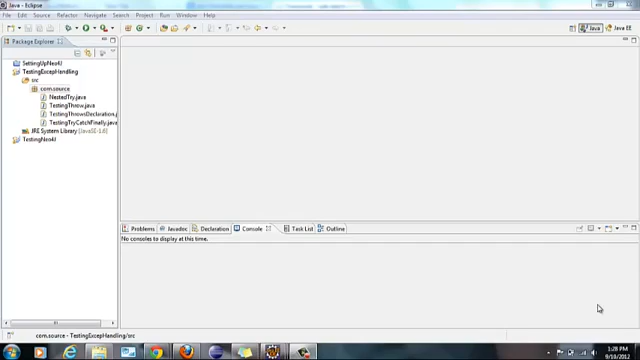 Java - Eclipse
File Edit Source Refactor Navigate Search Project Run Window Help
Java Java EE
Package Explorer
SettingUpNeo4J
TestingExcepHandling
src
com.source
NestedTry.java
TestingThrow.java
TestingThrowsDeclaration.j
TestingTryCatchFinally.java
JRE System Library [JavaSE-1.6]
TestingNeo4J
Problems Javadoc Declaration Console Task List Outline
No consoles to display at this time.
com.source - TestingExcepHandling/src
1:28 PM
9/10/2012